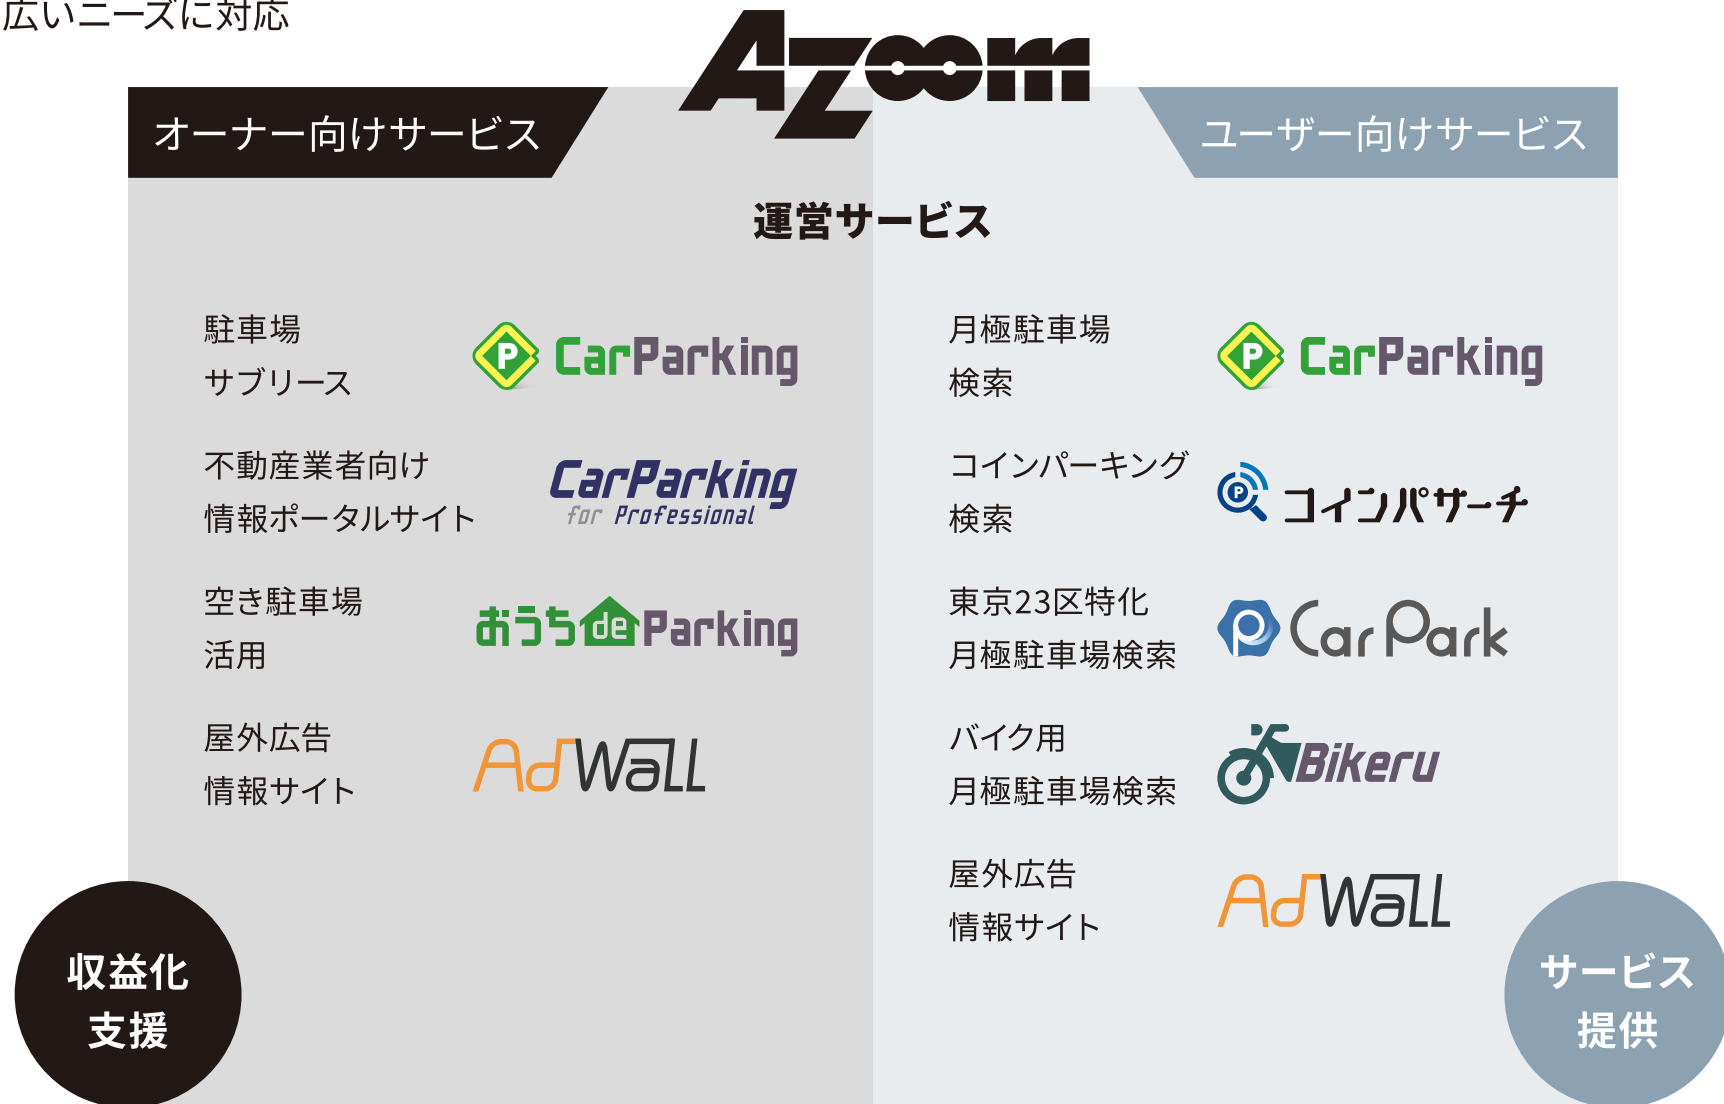 広いニーズに対応
Azoom
オーナー向けサービス
ユーザー向けサービス
運営サービス
駐車場
サブリース
P CarParking
不動産業者向け
情報ポータルサイト
CarParking
for Professional
空き駐車場
活用
おうちde Parking
屋外広告
情報サイト
AdWall
収益化
支援
月極駐車場
検索
P CarParking
コインパーキング
検索
P コインパサーチ
東京23区特化
月極駐車場検索
P Car Park
バイク用
月極駐車場検索
Bikeru
屋外広告
情報サイト
AdWall
サービス
提供